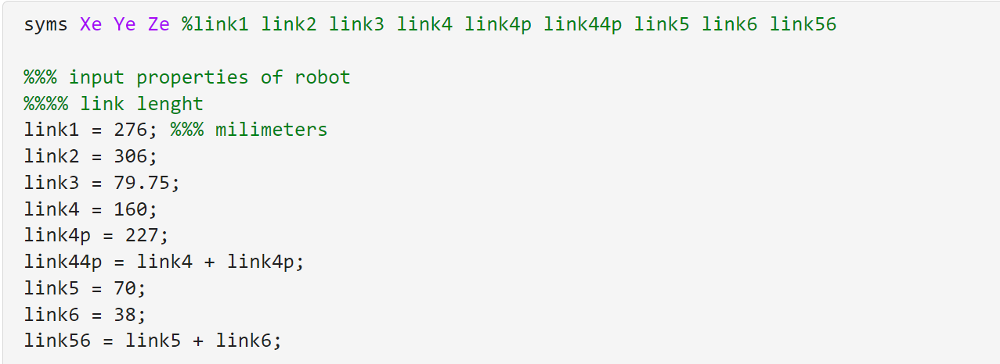 syms Xe Ye Ze %link1 link2 link3 link4 link4p link44p link5 link6 link56
%%% input properties of robot
%%%% link lenght
link1 = 276; %%% milimeters
link2 = 306;
link3 = 79.75;
link4 = 160;
link4p = 227;
link44p = link4 + link4p;
link5 = 70;
link6 = 38;
link56 = link5 + link6;